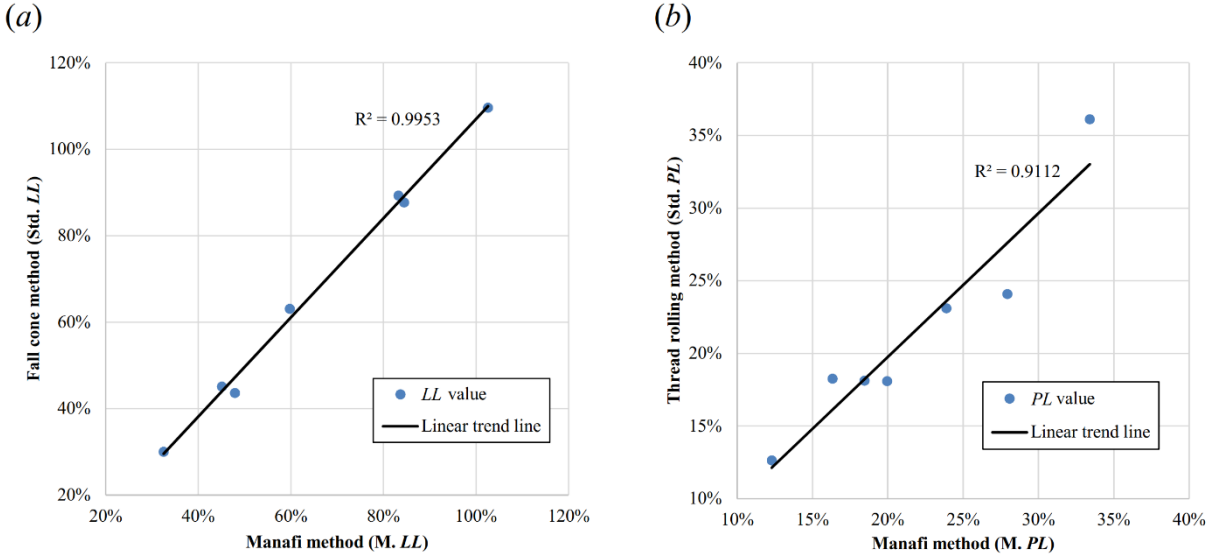 (a)
120%
100%
80%
60%
40%
20%
20%
40%
60%
80%
100%
120%
Fall cone method (Std. LL)
Manafi method (M. LL)
R² = 0.9953
LL value
Linear trend line
(b)
40%
35%
30%
25%
20%
15%
10%
10%
15%
20%
25%
30%
35%
40%
Thread rolling method (Std. PL)
Manafi method (M. PL)
R² = 0.9112
PL value
Linear trend line